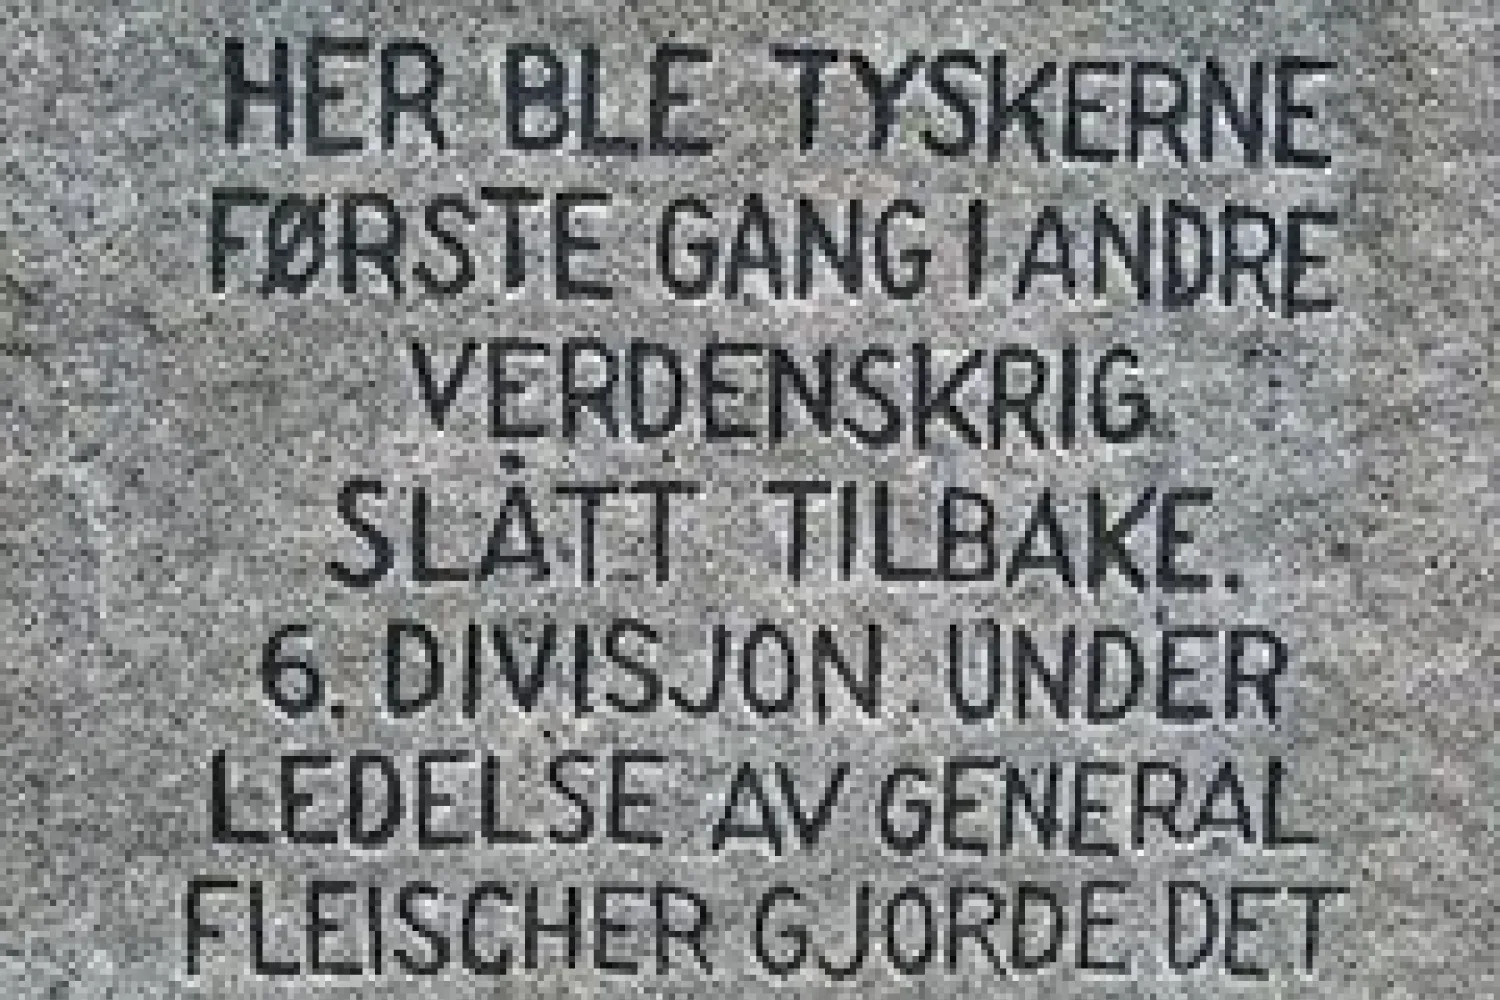 HER BLE TYSKERNE
FØRSTE GANG I ANDRE
VERDENSKRIG
SLÅTT TILBAKE.
6. DIVISJON UNDER
LEDELSE AV GENERAL
FLEISCHER GJORDE DET